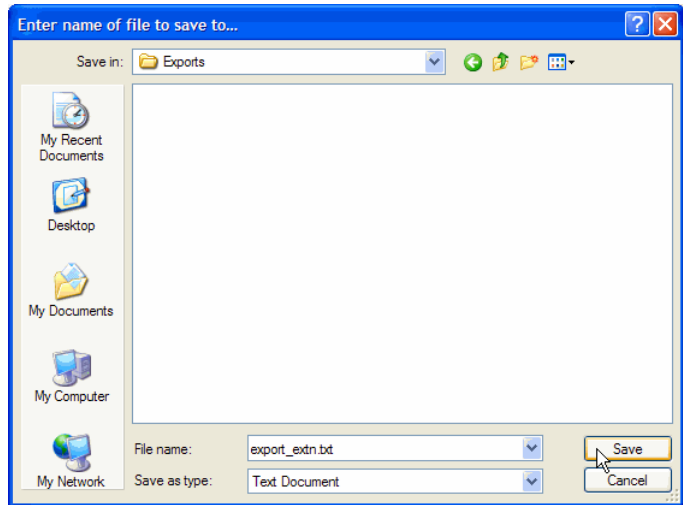 Enter name of file to save to...
Save in: Exports
My Recent
Documents
Desktop
My Documents
My Computer
My Network
File name: export_extn.txt Save
Save as type: Text Document Cancel